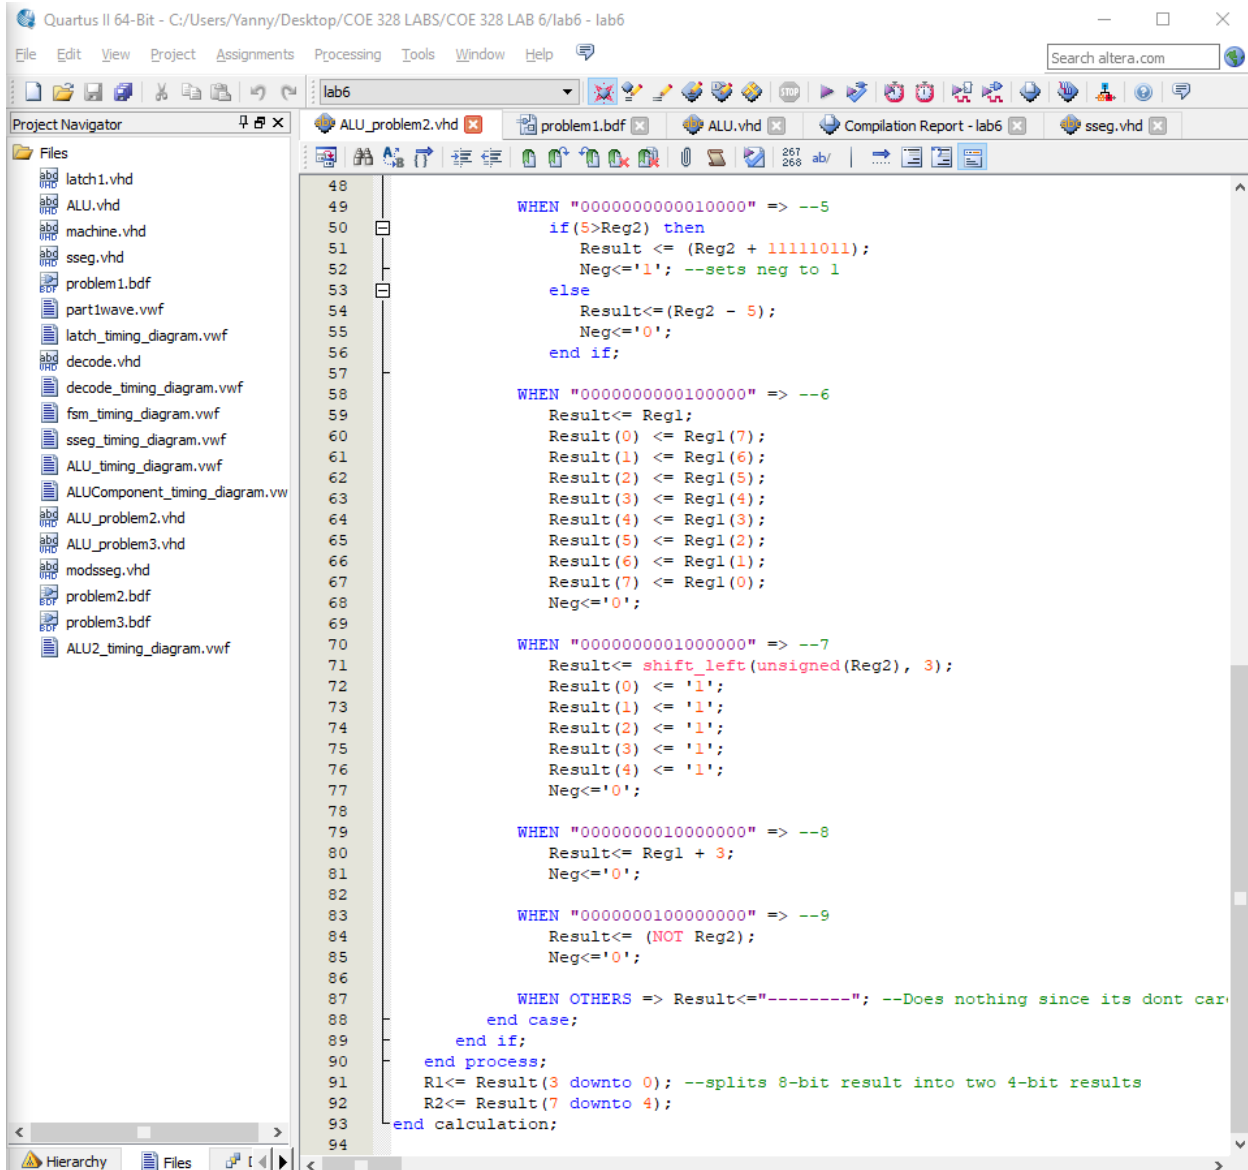 Quartus II 64-Bit - C:/Users/Yanny/Desktop/COE 328 LABS/COE 328 LAB 6/lab6 - lab6
File Edit View Project Assignments Processing Tools Window Help
Search altera.com
lab6
STOP
Project Navigator
ALU_problem2.vhd problem1.bdf ALU.vhd Compilation Report - lab6 sseg.vhd
Files
267 268 ab/
latch1.vhd
ALU.vhd
machine.vhd
sseg.vhd
problem1.bdf
part1wave.vwf
latch_timing_diagram.vwf
decode.vhd
decode_timing_diagram.vwf
fsm_timing_diagram.vwf
sseg_timing_diagram.vwf
ALU_timing_diagram.vwf
ALUComponent_timing_diagram.vw
ALU_problem2.vhd
ALU_problem3.vhd
modsseg.vhd
problem2.bdf
problem3.bdf
ALU2_timing_diagram.vwf
Hierarchy Files
48
49 WHEN "0000000000010000" => --5
50 if(5>Reg2) then
51 Result <= (Reg2 + 11111011);
52 Neg<='1'; --sets neg to 1
53 else
54 Result<=(Reg2 - 5);
55 Neg<='0';
56 end if;
57
58 WHEN "0000000000100000" => --6
59 Result<= Reg1;
60 Result(0) <= Reg1(7);
61 Result(1) <= Reg1(6);
62 Result(2) <= Reg1(5);
63 Result(3) <= Reg1(4);
64 Result(4) <= Reg1(3);
65 Result(5) <= Reg1(2);
66 Result(6) <= Reg1(1);
67 Result(7) <= Reg1(0);
68 Neg<='0';
69
70 WHEN "0000000001000000" => --7
71 Result<= shift_left(unsigned(Reg2), 3);
72 Result(0) <= '1';
73 Result(1) <= '1';
74 Result(2) <= '1';
75 Result(3) <= '1';
76 Result(4) <= '1';
77 Neg<='0';
78
79 WHEN "0000000010000000" => --8
80 Result<= Reg1 + 3;
81 Neg<='0';
82
83 WHEN "0000000100000000" => --9
84 Result<= (NOT Reg2);
85 Neg<='0';
86
87 WHEN OTHERS => Result<="--------"; --Does nothing since its dont car
88 end case;
89 end if;
90 end process;
91 R1<= Result(3 downto 0); --splits 8-bit result into two 4-bit results
92 R2<= Result(7 downto 4);
93 end calculation;
94